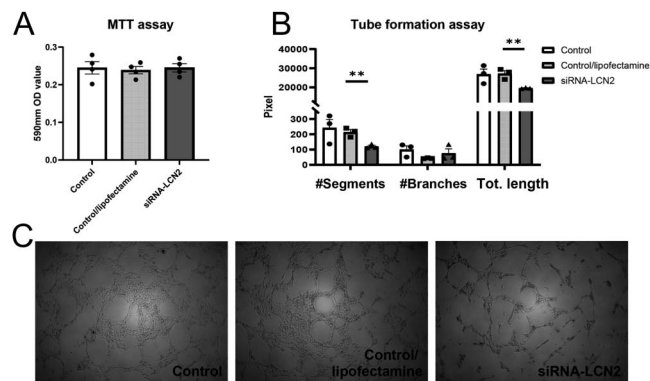 A
MTT assay
590mm OD value
0.3
0.2
0.1
0.0
Control
Control/lipofectamine
siRNA-LCN2
B
Tube formation assay
Pixel
40000
30000
20000
300
200
100
0
**
**
#Segments
#Branches
Tot. length
Control
Control/lipofectamine
siRNA-LCN2
C
Control
Control/
lipofectamine
siRNA-LCN2